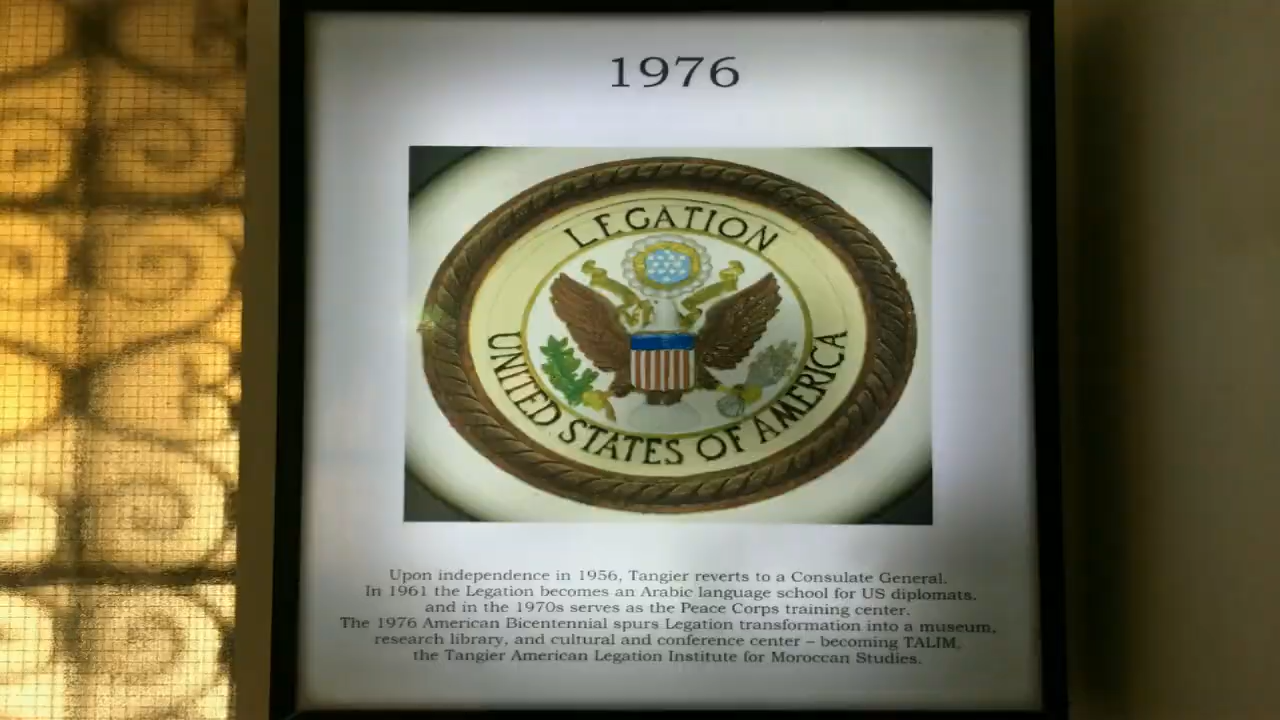 1976
LEGATION
UNITED STATES OF AMERICA
Upon independence in 1956, Tangier reverts to a Consulate General.
In 1961 the Legation becomes an Arabic language school for US diplomats,
and in the 1970s serves as the Peace Corps training center.
The 1976 American Bicentennial spurs Legation transformation into a museum,
research library, and cultural and conference center – becoming TALIM,
the Tangier American Legation Institute for Moroccan Studies.